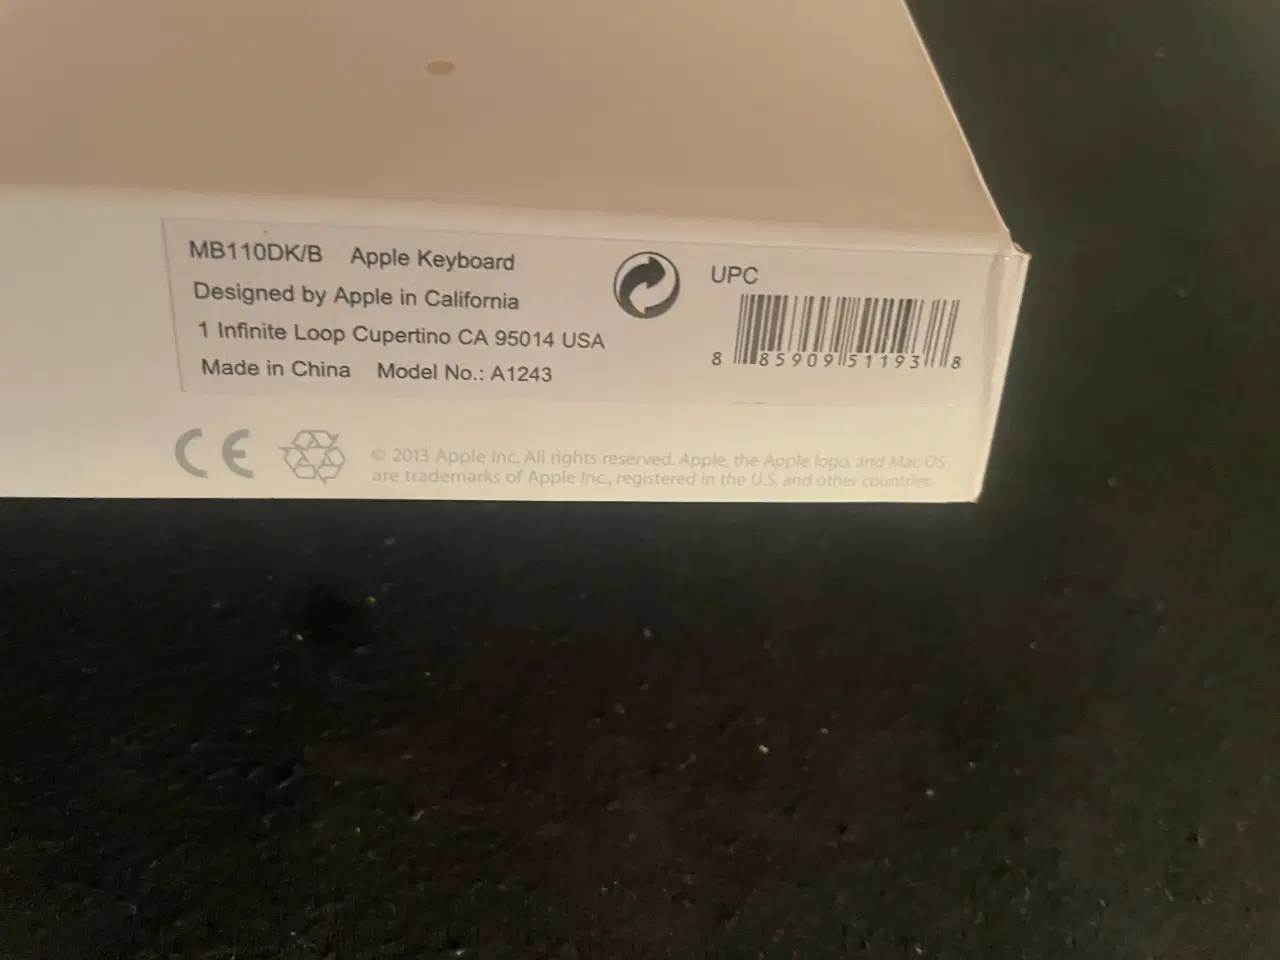 MB110DK/B Apple Keyboard
Designed by Apple in California
1 Infinite Loop Cupertino CA 95014 USA
Made in China Model No.: A1243
UPC
8 85909 51193 8
CE
© 2013 Apple Inc. All rights reserved. Apple, the Apple logo, and Mac OS
are trademarks of Apple Inc., registered in the U.S. and other countries.